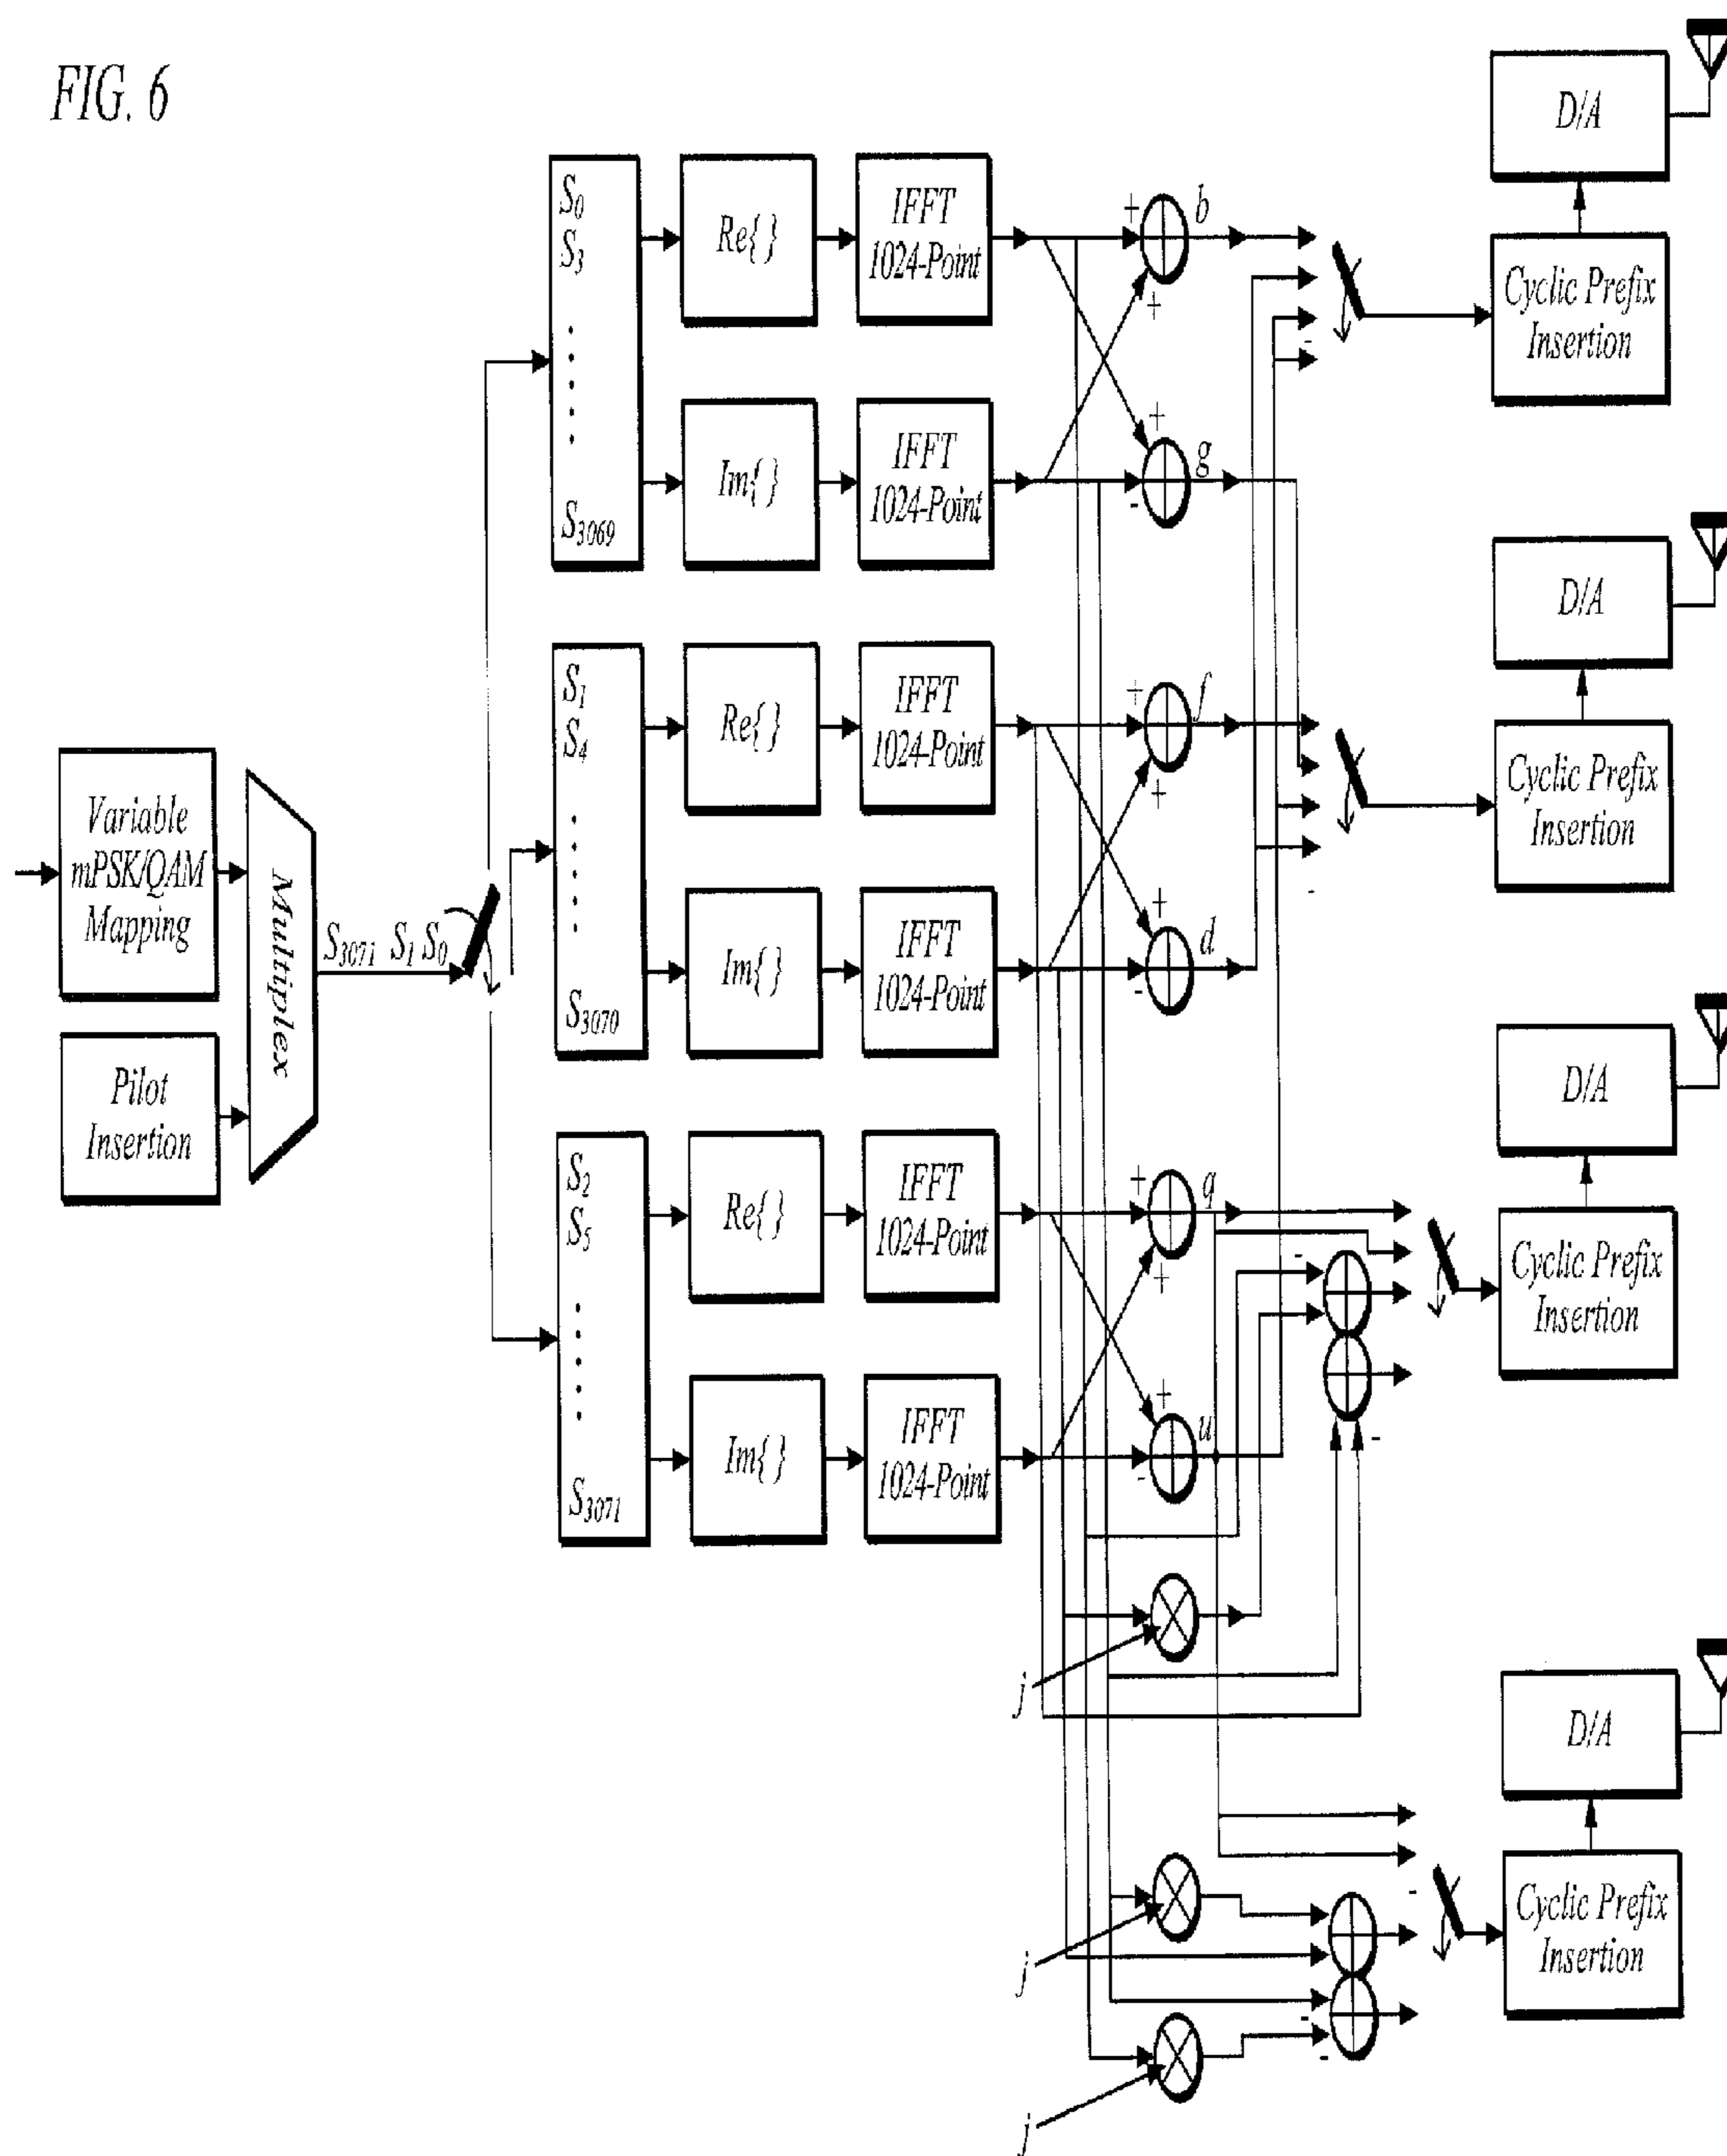 FIG. 6
Variable
mPSK/QAM
Mapping
Pilot
Insertion
Multiplex
S3071 S1 S0
S0
S3
S3069
S1
S4
S3070
S2
S5
S3071
Re{ }
Im{ }
Re{ }
Im{ }
Re{ }
Im{ }
IFFT
1024-Point
IFFT
1024-Point
IFFT
1024-Point
IFFT
1024-Point
IFFT
1024-Point
IFFT
1024-Point
+
b
+
+
g
-
+
f
+
+
d
-
+
q
+
+
u
-
j
j
j
-
-
-
-
-
-
-
D/A
Cyclic Prefix
Insertion
D/A
Cyclic Prefix
Insertion
D/A
Cyclic Prefix
Insertion
D/A
Cyclic Prefix
Insertion